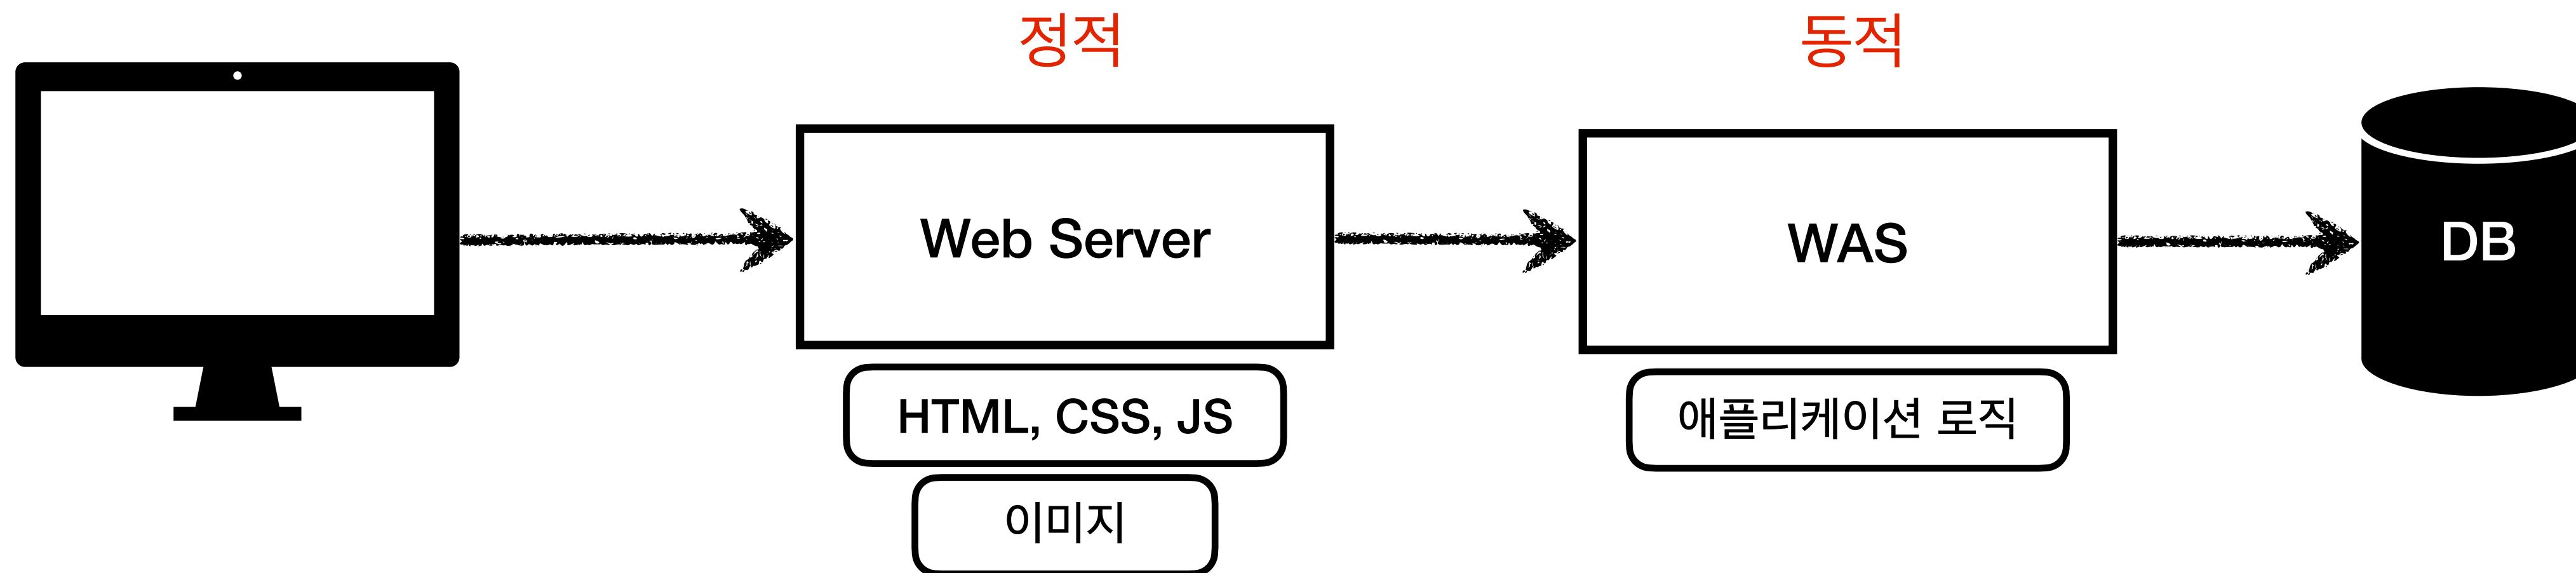 정적
동적
Web Server
WAS
DB
HTML, CSS, JS
애플리케이션 로직
이미지